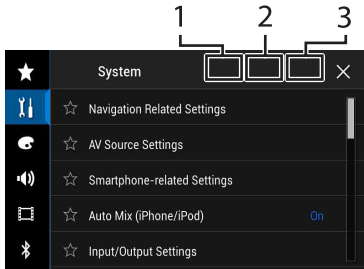 1 2 3
System
Navigation Related Settings
AV Source Settings
Smartphone-related Settings
Auto Mix (iPhone/iPod) On
Input/Output Settings